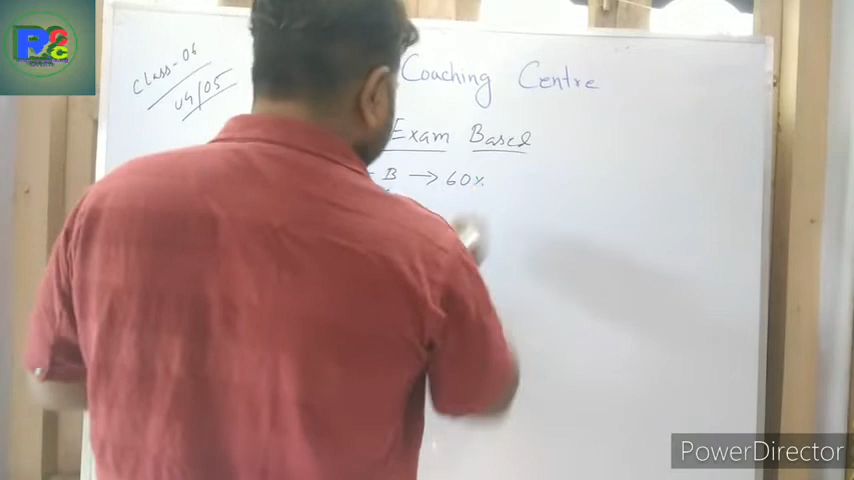 Class-06
04/05
Coaching Centre
Exam Based
B → 60%
PowerDirector